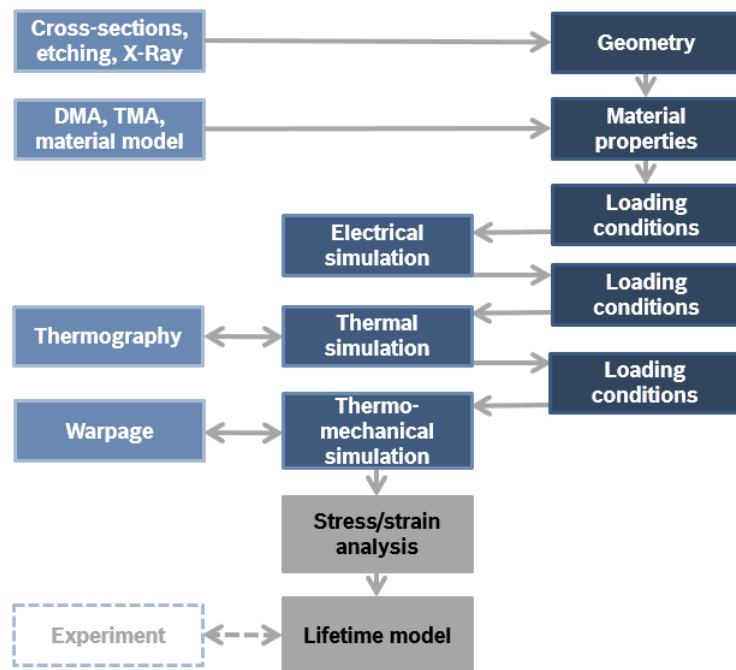 Cross-sections,
etching, X-Ray
Geometry
DMA, TMA,
material model
Material
properties
Loading
conditions
Electrical
simulation
Loading
conditions
Thermography
Thermal
simulation
Loading
conditions
Warpage
Thermo-
mechanical
simulation
Stress/strain
analysis
Experiment
Lifetime model